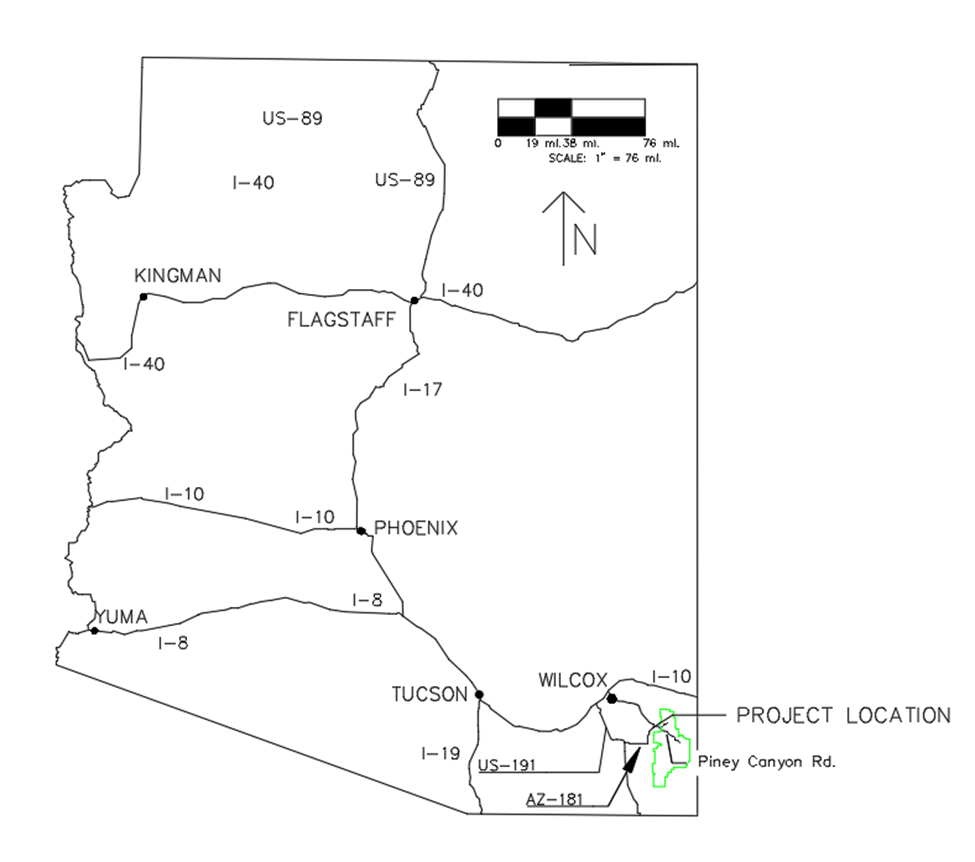 US-89
0 19 mI. 38 mI. 76 mI.
SCALE: 1" = 76 mI.
I-40
US-89
N
KINGMAN
I-40
FLAGSTAFF
I-40
I-17
I-10
I-10
PHOENIX
I-8
YUMA
I-8
WILCOX
I-10
TUCSON
PROJECT LOCATION
I-19
US-191
Piney Canyon Rd.
AZ-181